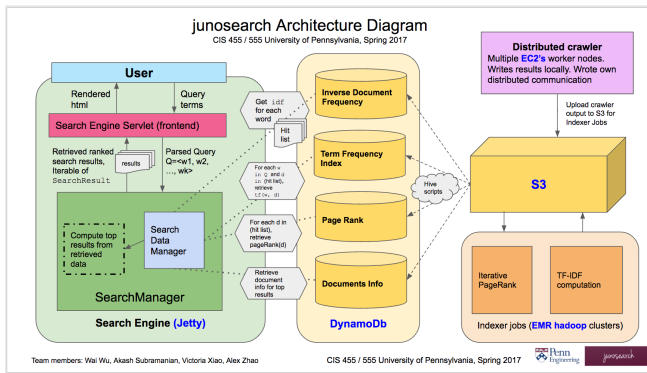 junosearch Architecture Diagram
CIS 455 / 555 University of Pennsylvania, Spring 2017
User
Rendered
html
Query
terms
Search Engine Servlet (frontend)
Retrieved ranked
search results,
Iterable of
SearchResult
results
Parsed Query
Q=<w1, w2,
..., wk>
Compute top
results from
retrieved
data
Search
Data
Manager
SearchManager
Search Engine (Jetty)
Get idf
for each
word
Hit
list
For each w
in Q and d
in (hit list),
retrieve
tf(w, d)
For each d in
(hit list),
retrieve
pageRank(d)
Retrieve
document
info for top
results
Inverse Document
Frequency
Term Frequency
Index
Page Rank
Documents Info
DynamoDb
Hive
scripts
Distributed crawler
Multiple EC2's worker nodes.
Writes results locally. Wrote own
distributed communication
Upload crawler
output to S3 for
Indexer Jobs
S3
Iterative
PageRank
TF-IDF
computation
Indexer jobs (EMR hadoop clusters)
Team members: Wai Wu, Akash Subramanian, Victoria Xiao, Alex Zhao
CIS 455 / 555 University of Pennsylvania, Spring 2017
Penn
Engineering
junosearch